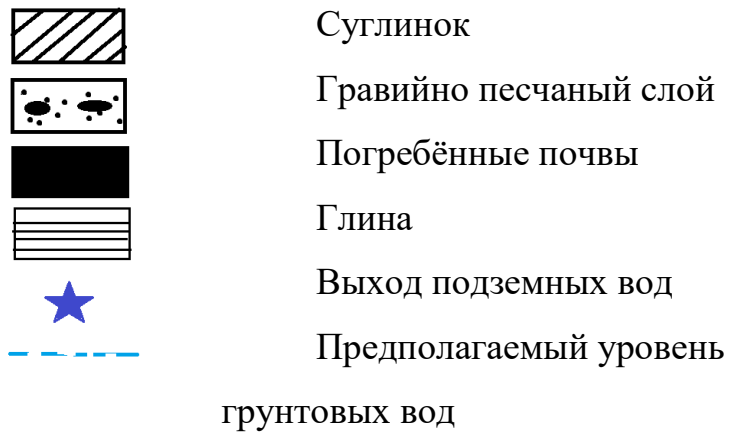 Суглинок
Гравийно песчаный слой
Погребённые почвы
Глина
Выход подземных вод
Предполагаемый уровень
грунтовых вод